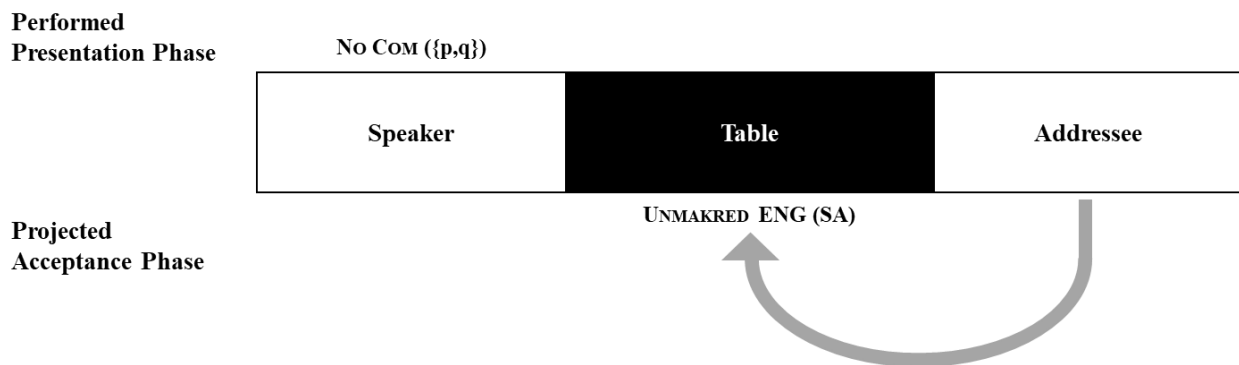 Performed
Presentation Phase
NO COM ({p,q})
Speaker
Table
Addressee
UNMAKRED ENG (SA)
Projected
Acceptance Phase